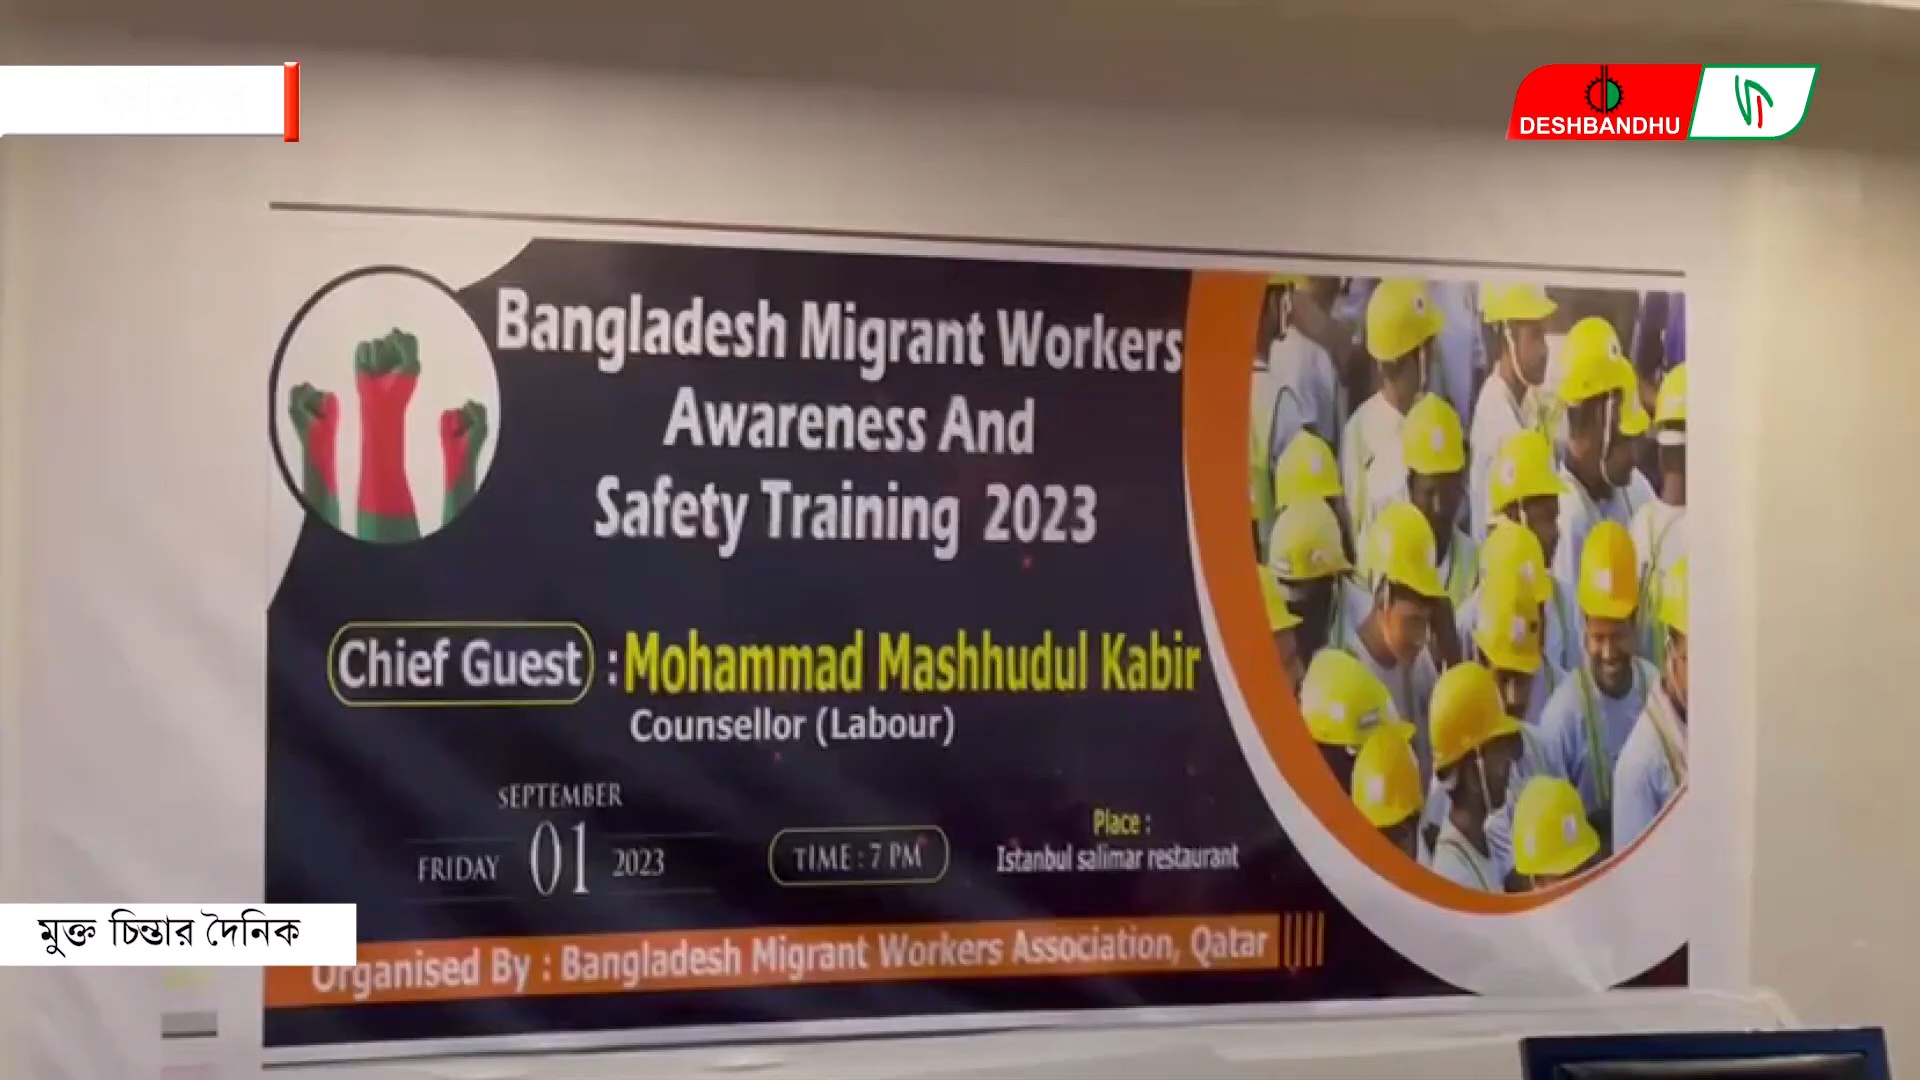 DESHBANDHU
Bangladesh Migrant Workers
Awareness And
Safety Training 2023
Chief Guest : Mohammad Mashhudul Kabir
Counsellor (Labour)
SEPTEMBER
FRIDAY 01 2023
TIME : 7 PM
Place :
Istanbul salimar restaurant
মুক্ত চিন্তার দৈনিক
Organised By : Bangladesh Migrant Workers Association, Qatar